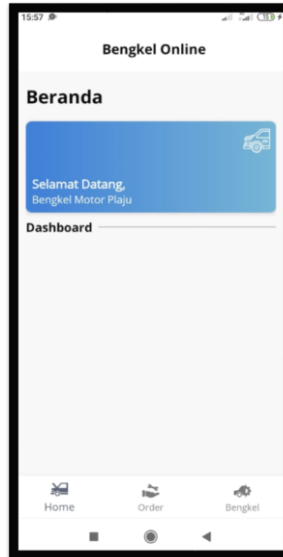 15:57
Bengkel Online
Beranda
Selamat Datang,
Bengkel Motor Plaju
Dashboard
Home
Order
Bengkel